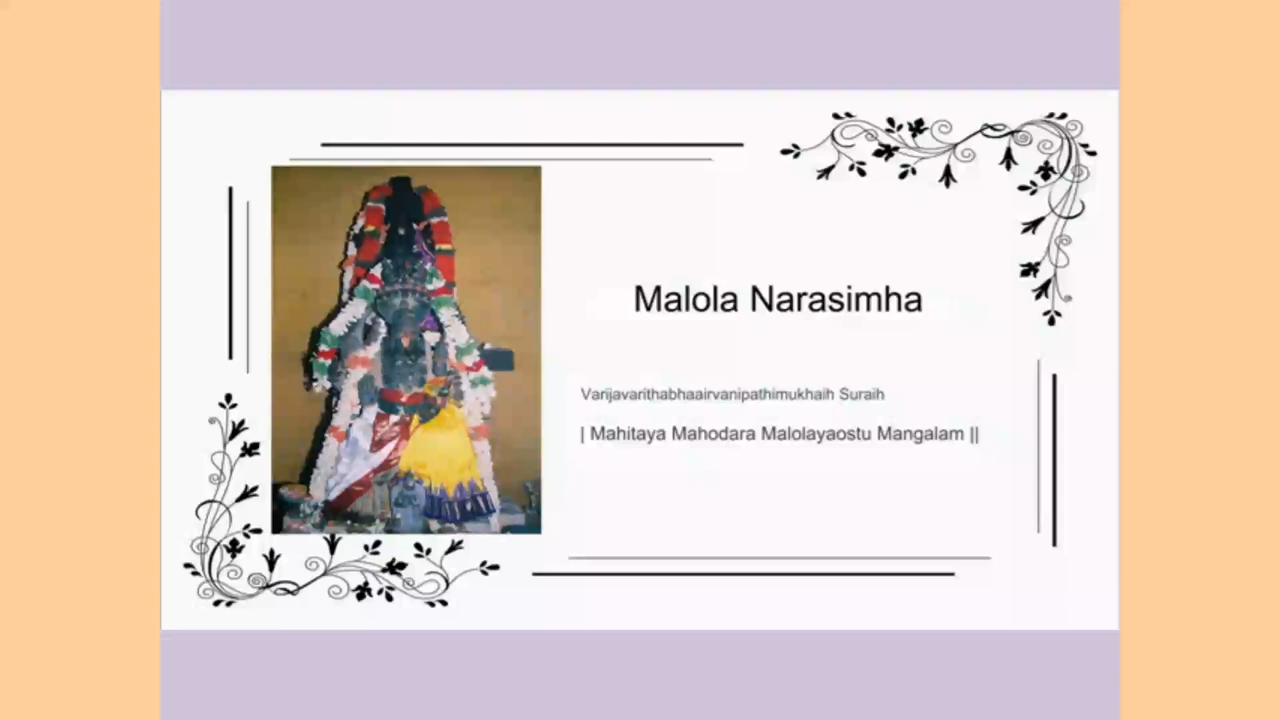 Malola Narasimha
Varijavarithabhaairvanipathimukhaih Suraih
| Mahitaya Mahodara Malolayaostu Mangalam ||